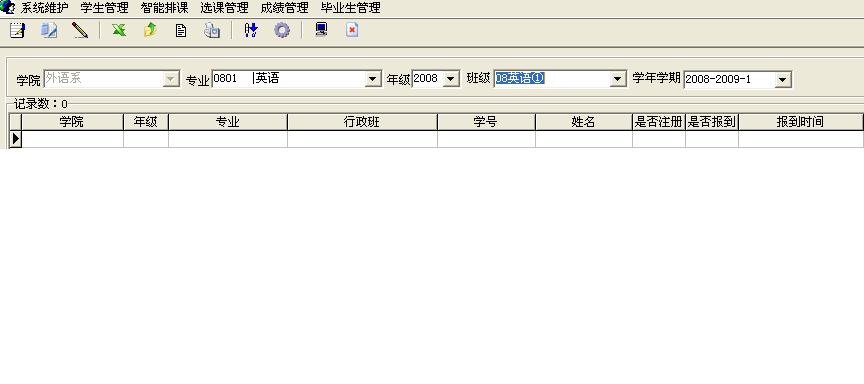 系统维护 学生管理 智能排课 选课管理 成绩管理 毕业生管理
学院 外语系 专业 0801 |英语 年级 2008 班级 08英语① 学年学期 2008-2009-1
记录数：0
学院 年级 专业 行政班 学号 姓名 是否注册 是否报到 报到时间